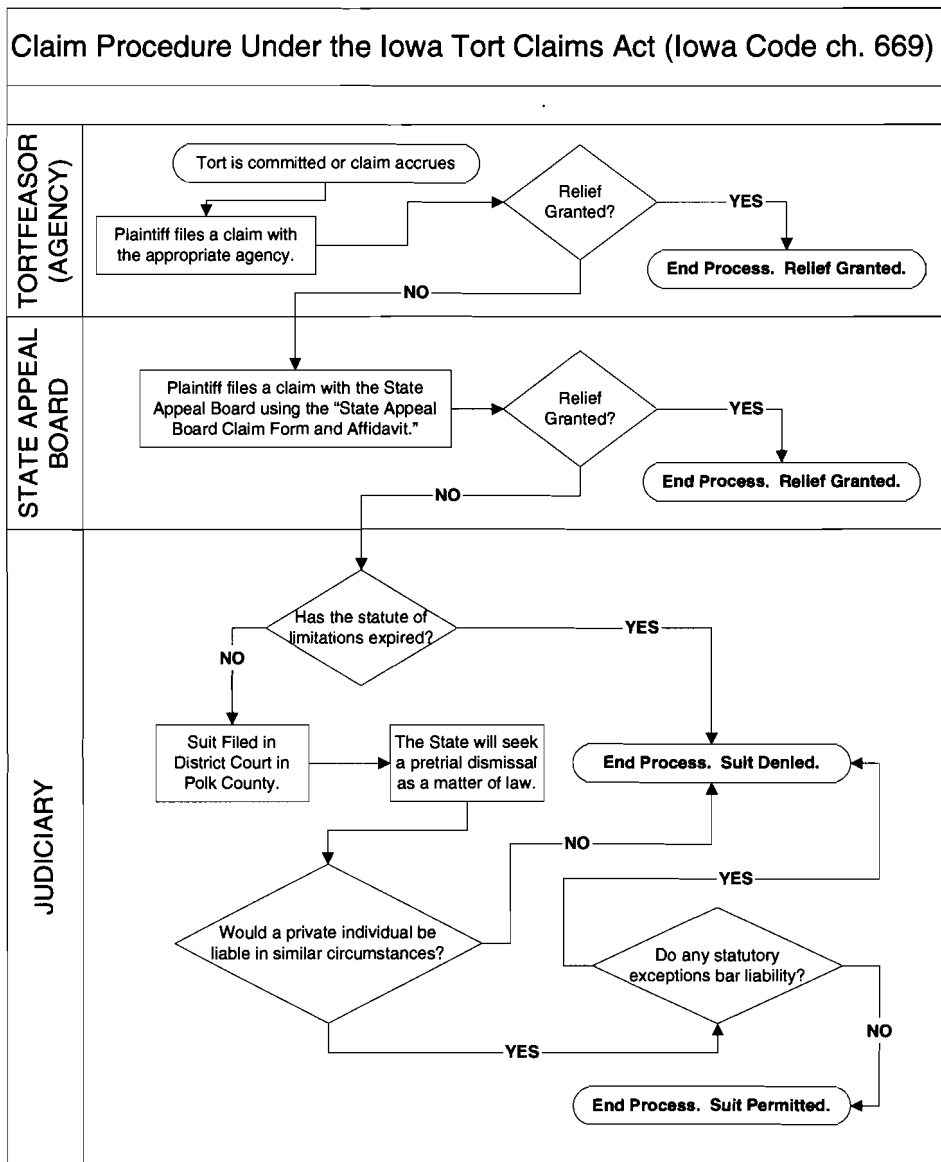 Claim Procedure Under the Iowa Tort Claims Act (Iowa Code ch. 669)
TORTFEASOR
(AGENCY)
Tort is committed or claim accrues
Plaintiff files a claim with
the appropriate agency.
Relief
Granted?
YES
End Process. Relief Granted.
NO
STATE APPEAL
BOARD
Plaintiff files a claim with the State
Appeal Board using the “State Appeal
Board Claim Form and Affidavit.”
Relief
Granted?
YES
End Process. Relief Granted.
NO
JUDICIARY
Has the statute of
limitations expired?
YES
NO
Suit Filed in
District Court in
Polk County.
The State will seek
a pretrial dismissal
as a matter of law.
End Process. Suit Denied.
NO
YES
Would a private individual be
liable in similar circumstances?
Do any statutory
exceptions bar liability?
YES
NO
End Process. Suit Permitted.